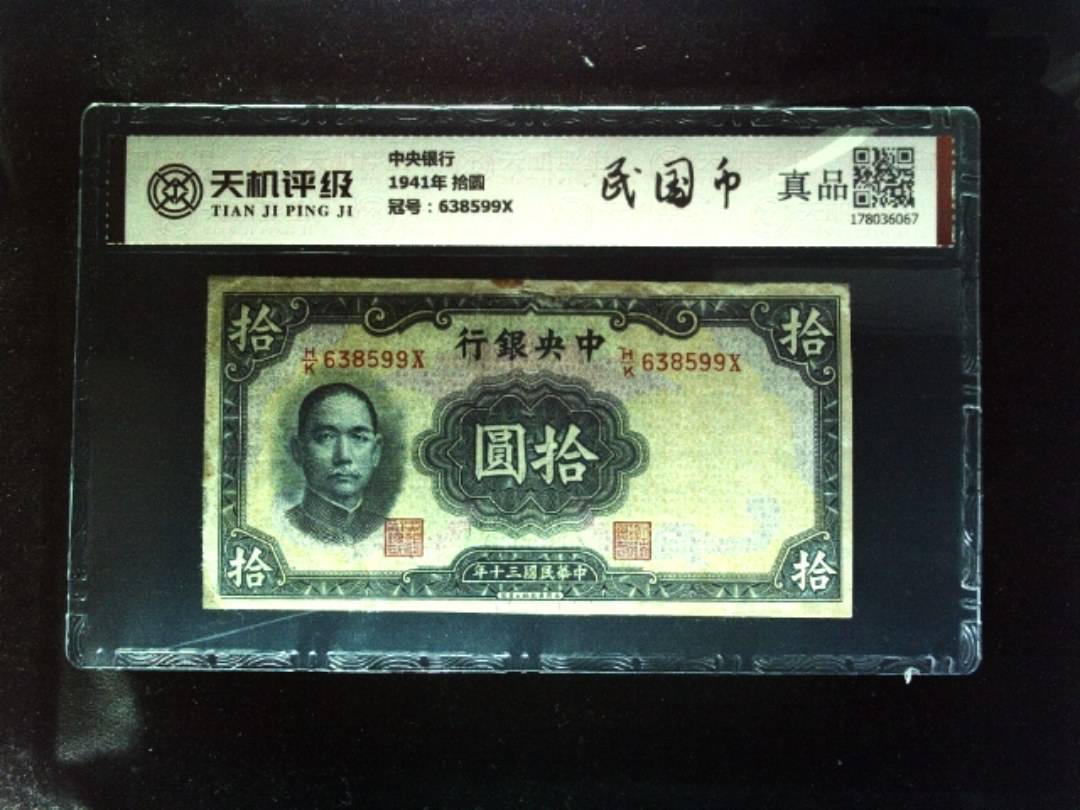 天机评级
TIAN JI PING JI
中央银行
1941年 拾圆
冠号：638599X
民国币
真品
178036067
拾
拾
行銀央中
H/K 638599X
H/K 638599X
圓拾
拾
拾
年十三國民華中